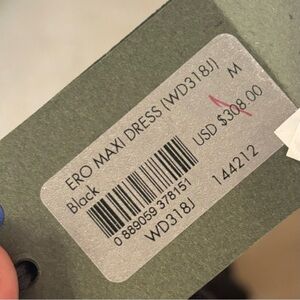 ERO MAXI DRESS (WD318J)
Black M
USD $308.00
0 889059 378151
WD318J 144212